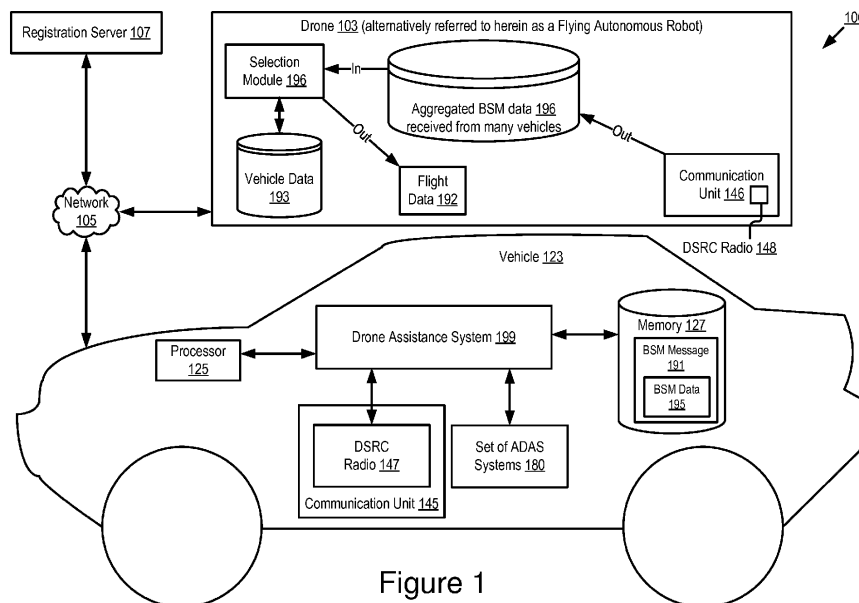 100
Registration Server 107
Drone 103 (alternatively referred to herein as a Flying Autonomous Robot)
Selection
Module 196
In
Aggregated BSM data 196
received from many vehicles
Out
Out
Vehicle Data
193
Flight
Data 192
Communication
Unit 146
Network
105
DSRC Radio 148
Vehicle 123
Drone Assistance System 199
Processor
125
Memory 127
BSM Message
191
BSM Data
195
DSRC
Radio 147
Set of ADAS
Systems 180
Communication Unit 145
Figure 1